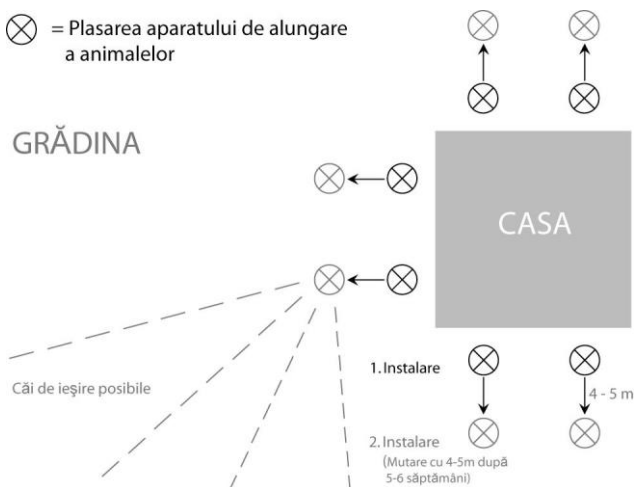 = Plasarea aparatului de alungare
a animalelor
GRĂDINA
CASA
1. Instalare
4 - 5 m
Căi de ieşire posibile
2. Instalare
(Mutare cu 4-5m după
5-6 săptămâni)